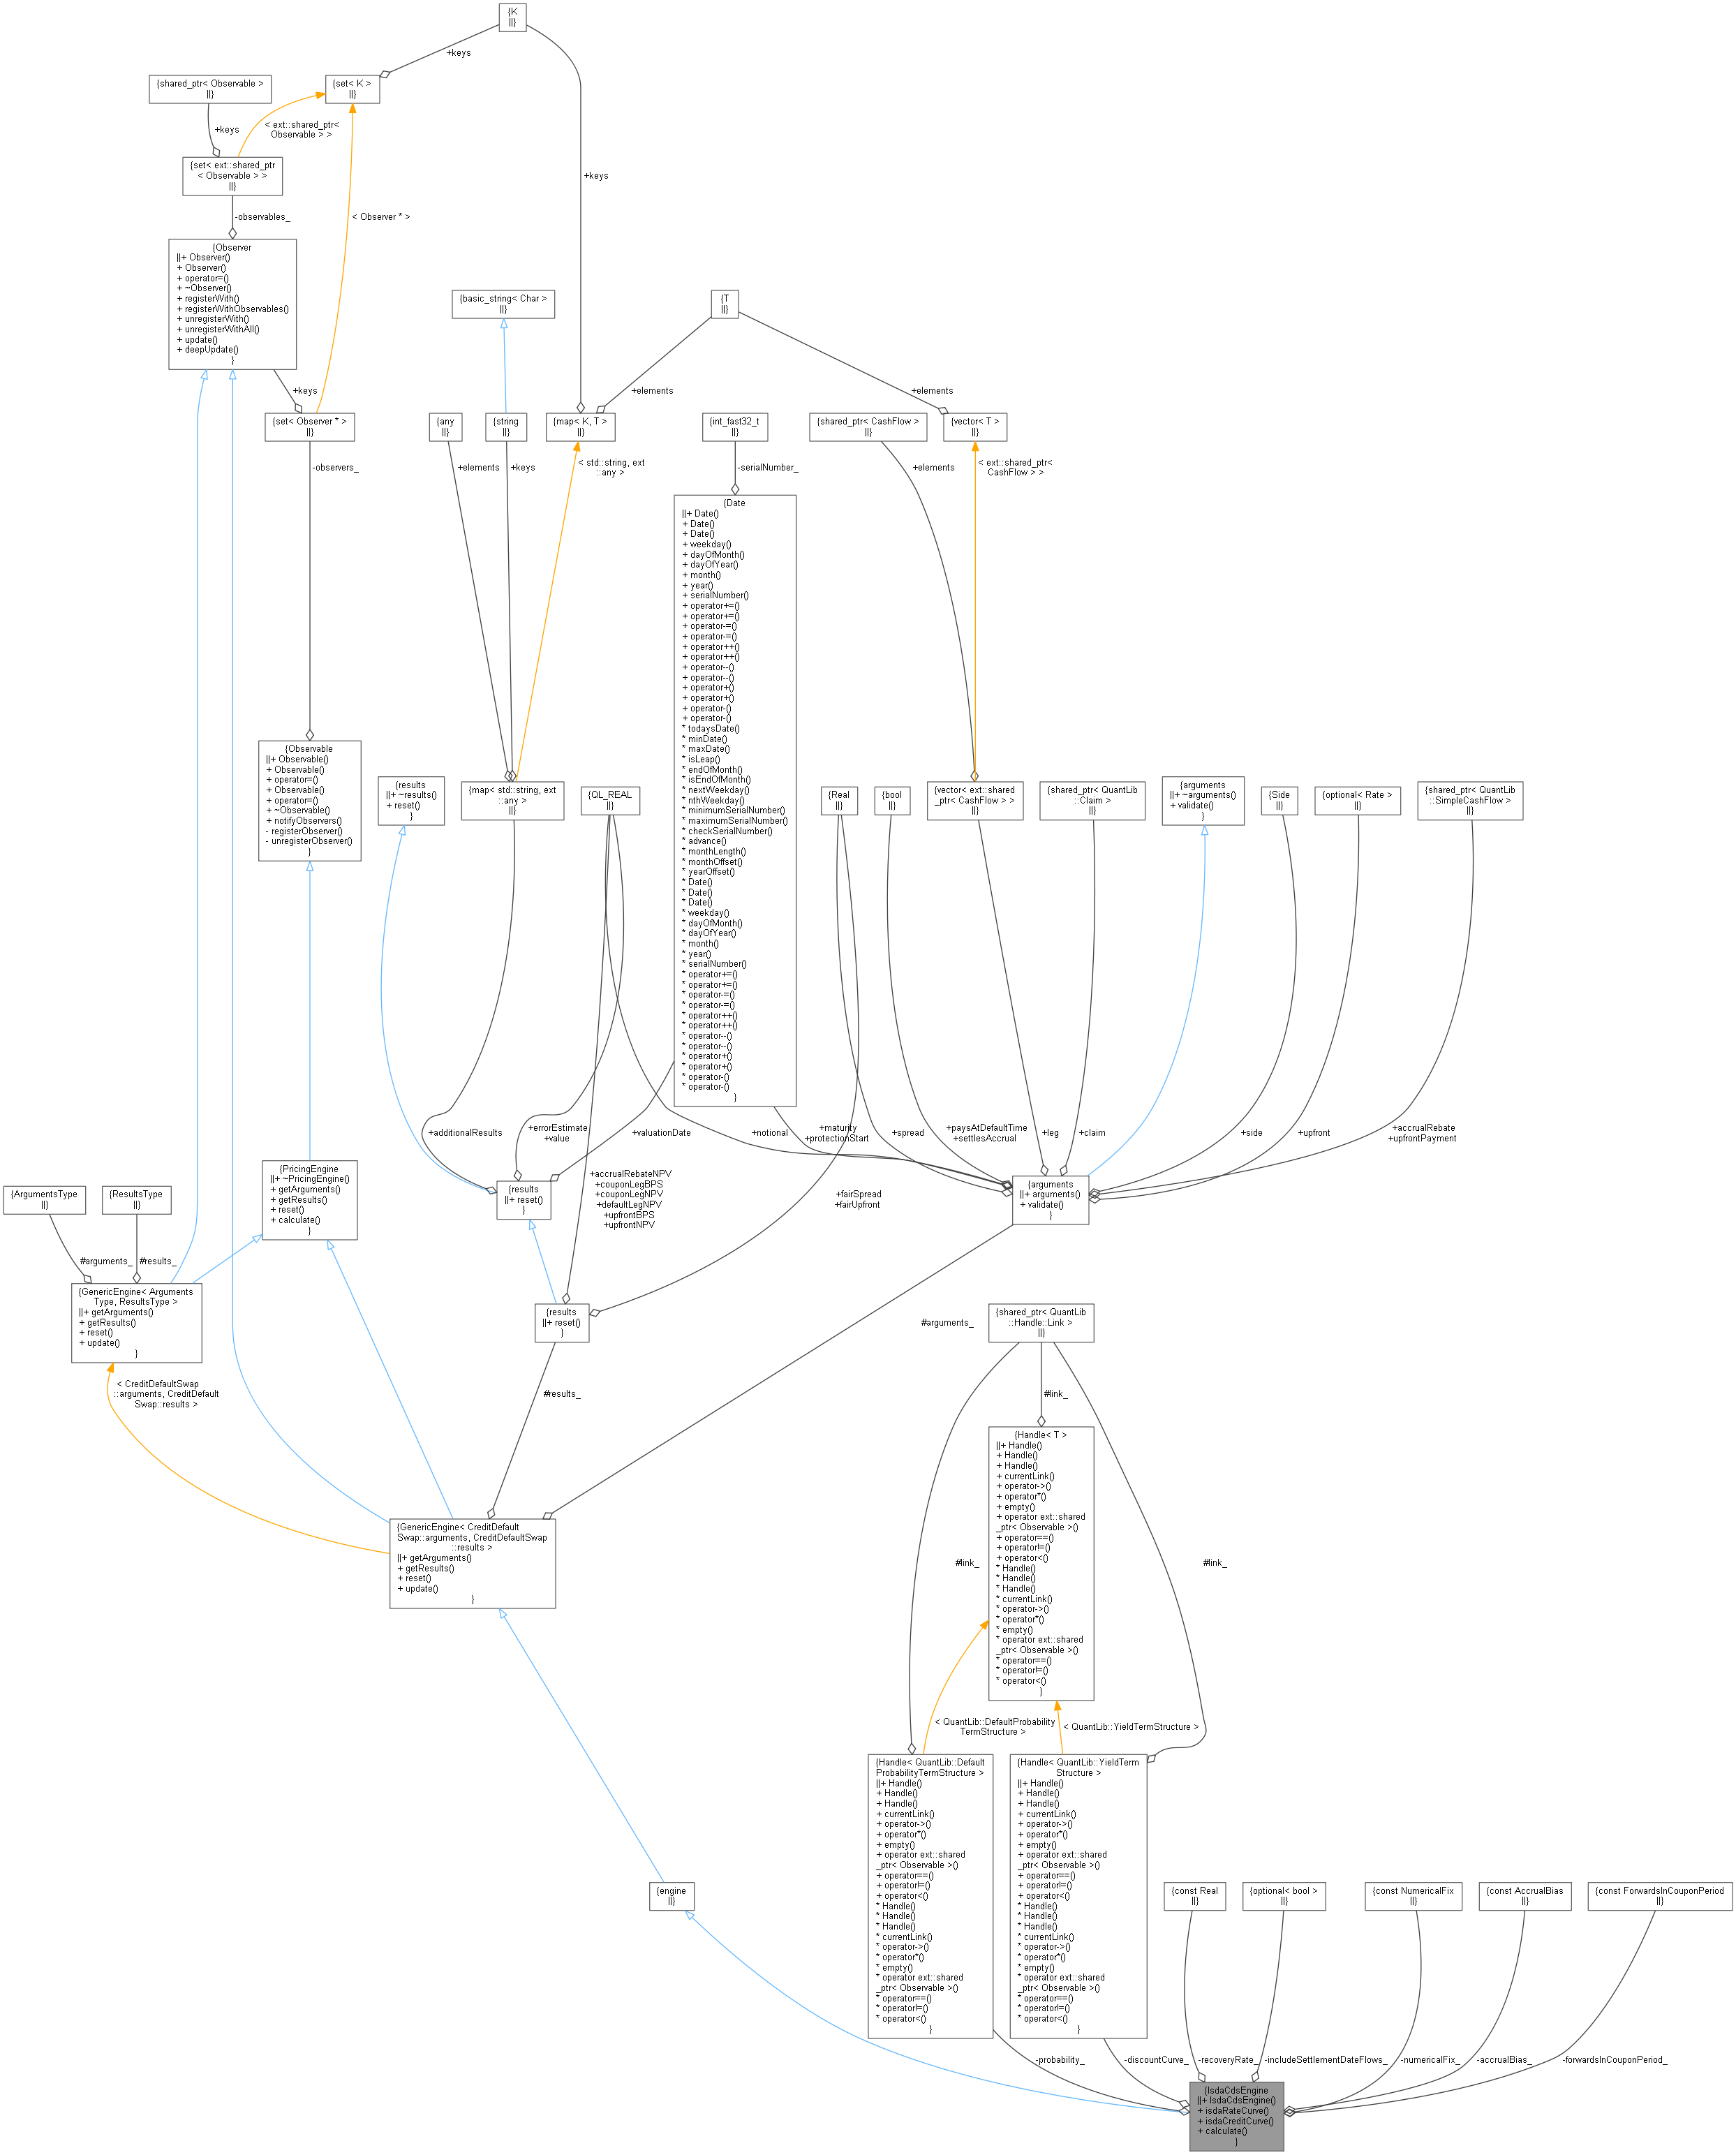 {K
||}
+keys
{shared_ptr< Observable >
||}
{set< K >
||}
+keys
< ext::shared_ptr<
Observable > >
{set< ext::shared_ptr
< Observable > >
||}
+keys
-observables_
< Observer * >
{Observer
||+ Observer()
+ Observer()
+ operator=()
+ ~Observer()
+ registerWith()
+ registerWithObservables()
+ unregisterWith()
+ unregisterWithAll()
+ update()
+ deepUpdate()
}
{basic_string< Char >
||}
{T
||}
+keys
+elements
+elements
{set< Observer * >
||}
{any
||}
{string
||}
{map< K, T >
||}
{int_fast32_t
||}
{shared_ptr< CashFlow >
||}
{vector< T >
||}
-observers_
+elements
+keys
< std::string, ext
::any >
-serialNumber_
+elements
< ext::shared_ptr<
CashFlow > >
{Date
||+ Date()
+ Date()
+ Date()
+ weekday()
+ dayOfMonth()
+ dayOfYear()
+ month()
+ year()
+ serialNumber()
+ operator+=()
+ operator+=()
+ operator-=()
+ operator-=()
+ operator++()
+ operator++()
+ operator--()
+ operator--()
+ operator+()
+ operator+()
+ operator-()
+ operator-()
* todaysDate()
* minDate()
* maxDate()
* isLeap()
* endOfMonth()
* isEndOfMonth()
* nextWeekday()
* nthWeekday()
* minimumSerialNumber()
* maximumSerialNumber()
* checkSerialNumber()
* advance()
* monthLength()
* monthOffset()
* yearOffset()
* Date()
* Date()
* Date()
* weekday()
* dayOfMonth()
* dayOfYear()
* month()
* year()
* serialNumber()
* operator+=()
* operator+=()
* operator-=()
* operator-=()
* operator++()
* operator++()
* operator--()
* operator--()
* operator+()
* operator+()
* operator-()
* operator-()
}
{Observable
||+ Observable()
+ Observable()
+ operator=()
+ Observable()
+ operator=()
+ ~Observable()
+ notifyObservers()
- registerObserver()
- unregisterObserver()
}
{results
||+ ~results()
+ reset()
}
{map< std::string, ext
::any >
||}
{QL_REAL
||}
{Real
||}
{bool
||}
{vector< ext::shared
_ptr< CashFlow > >
||}
{shared_ptr< QuantLib
::Claim >
||}
{arguments
||+ ~arguments()
+ validate()
}
{Side
||}
{optional< Rate >
||}
{shared_ptr< QuantLib
::SimpleCashFlow >
||}
+additionalResults
+errorEstimate
+value
+valuationDate
+notional
+maturity
+protectionStart
+spread
+paysAtDefaultTime
+settlesAccrual
+leg
+claim
+side
+upfront
+accrualRebate
+upfrontPayment
{ArgumentsType
||}
{ResultsType
||}
{PricingEngine
||+ ~PricingEngine()
+ getArguments()
+ getResults()
+ reset()
+ calculate()
}
{results
||+ reset()
}
+accrualRebateNPV
+couponLegBPS
+couponLegNPV
+defaultLegNPV
+upfrontBPS
+upfrontNPV
+fairSpread
+fairUpfront
{arguments
||+ arguments()
+ validate()
}
#arguments_
#results_
{GenericEngine< Arguments
Type, ResultsType >
||+ getArguments()
+ getResults()
+ reset()
+ update()
}
{results
||+ reset()
}
#arguments_
{shared_ptr< QuantLib
::Handle::Link >
||}
< CreditDefaultSwap
::arguments, CreditDefault
Swap::results >
#results_
#link_
{Handle< T >
||+ Handle()
+ Handle()
+ Handle()
+ currentLink()
+ operator->()
+ operator*()
+ empty()
+ operator ext::shared
_ptr< Observable >()
+ operator==()
+ operator!=()
+ operator<()
* Handle()
* Handle()
* Handle()
* currentLink()
* operator->()
* operator*()
* empty()
* operator ext::shared
_ptr< Observable >()
* operator==()
* operator!=()
* operator<()
}
{GenericEngine< CreditDefault
Swap::arguments, CreditDefaultSwap
::results >
||+ getArguments()
+ getResults()
+ reset()
+ update()
}
#link_
#link_
< QuantLib::DefaultProbability
TermStructure >
< QuantLib::YieldTermStructure >
{Handle< QuantLib::Default
ProbabilityTermStructure >
||+ Handle()
+ Handle()
+ Handle()
+ currentLink()
+ operator->()
+ operator*()
+ empty()
+ operator ext::shared
_ptr< Observable >()
+ operator==()
+ operator!=()
+ operator<()
* Handle()
* Handle()
* Handle()
* currentLink()
* operator->()
* operator*()
* empty()
* operator ext::shared
_ptr< Observable >()
* operator==()
* operator!=()
* operator<()
}
{Handle< QuantLib::YieldTerm
Structure >
||+ Handle()
+ Handle()
+ Handle()
+ currentLink()
+ operator->()
+ operator*()
+ empty()
+ operator ext::shared
_ptr< Observable >()
+ operator==()
+ operator!=()
+ operator<()
* Handle()
* Handle()
* Handle()
* currentLink()
* operator->()
* operator*()
* empty()
* operator ext::shared
_ptr< Observable >()
* operator==()
* operator!=()
* operator<()
}
{engine
||}
{const Real
||}
{optional< bool >
||}
{const NumericalFix
||}
{const AccrualBias
||}
{const ForwardsInCouponPeriod
||}
-probability_
-discountCurve_
-recoveryRate_
-includeSettlementDateFlows_
-numericalFix_
-accrualBias_
-forwardsInCouponPeriod_
{IsdaCdsEngine
||+ IsdaCdsEngine()
+ isdaRateCurve()
+ isdaCreditCurve()
+ calculate()
}